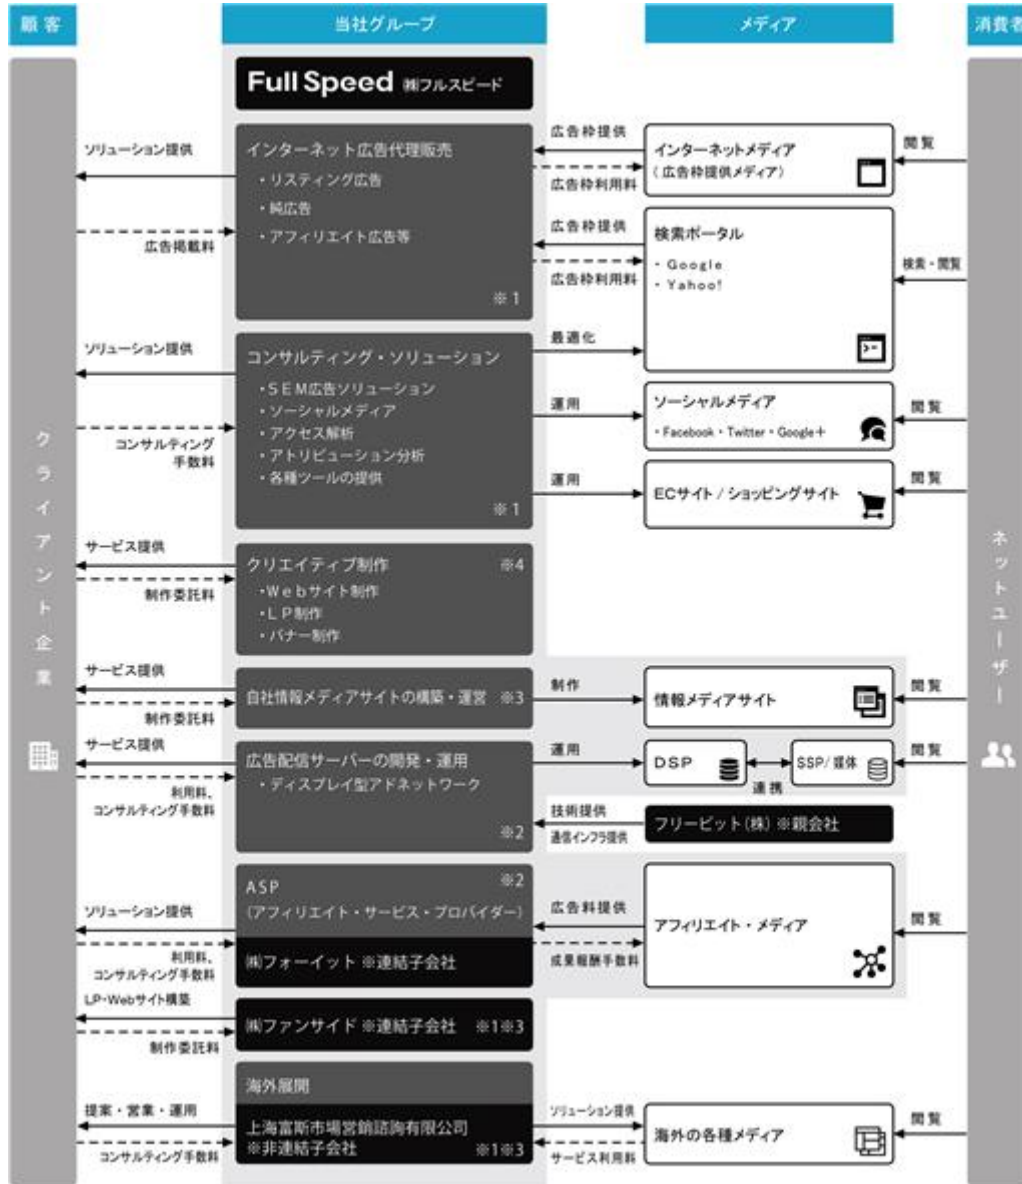 顧客
当社グループ
メディア
消費者
Full Speed ㈱フルスピード
ソリューション提供
広告掲載料
インターネット広告代理販売
・リスティング広告
・純広告
・アフィリエイト広告等
※1
広告枠提供
広告枠利用料
インターネットメディア
(広告枠提供メディア)
閲覧
広告枠提供
広告枠利用料
検索ポータル
・Google
・Yahoo!
検索・閲覧
最適化
ソリューション提供
コンサルティング
手数料
コンサルティング・ソリューション
・SEM広告ソリューション
・ソーシャルメディア
・アクセス解析
・アトリビューション分析
・各種ツールの提供
※1
運用
ソーシャルメディア
・Facebook・Twitter・Google+
閲覧
運用
ECサイト/ショッピングサイト
閲覧
クライアント企業
ネットユーザー
サービス提供
制作委託料
クリエイティブ制作 ※4
・Webサイト制作
・LP制作
・バナー制作
サービス提供
制作委託料
自社情報メディアサイトの構築・運営 ※3
制作
情報メディアサイト
閲覧
サービス提供
利用料、
コンサルティング手数料
広告配信サーバーの開発・運用
・ディスプレイ型アドネットワーク
※2
運用
DSP
連携
SSP/媒体
閲覧
技術提供
通信インフラ提供
フリービット(株)※親会社
ソリューション提供
利用料、
コンサルティング手数料
ASP ※2
(アフィリエイト・サービス・プロバイダー)
㈱フォーイット ※連結子会社
広告料提供
成果報酬手数料
アフィリエイト・メディア
閲覧
LP・Webサイト構築
制作委託料
㈱ファンサイド ※連結子会社 ※1※3
海外展開
提案・営業・運用
コンサルティング手数料
上海富斯市場営銷諮詢有限公司
※非連結子会社 ※1※3
ソリューション提供
サービス利用料
海外の各種メディア
閲覧